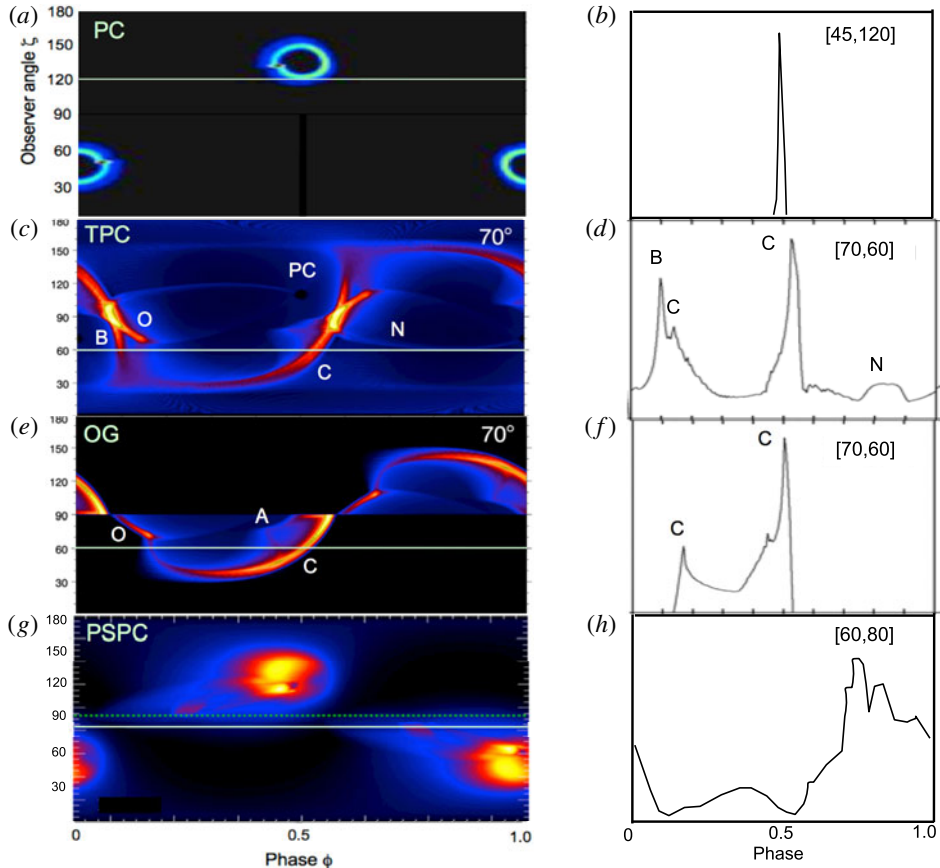 (a)
PC
Observer angle ζ
180
150
120
90
60
30
(b)
[45,120]
(c)
TPC
70°
180
150
120
90
60
30
PC
O
B
N
C
(d)
[70,60]
B
C
C
N
(e)
OG
70°
180
150
120
90
60
30
A
O
C
(f)
[70,60]
C
C
(g)
PSPC
180
150
120
90
60
30
0
0.5
1.0
Phase ϕ
(h)
[60,80]
0
0.5
1.0
Phase